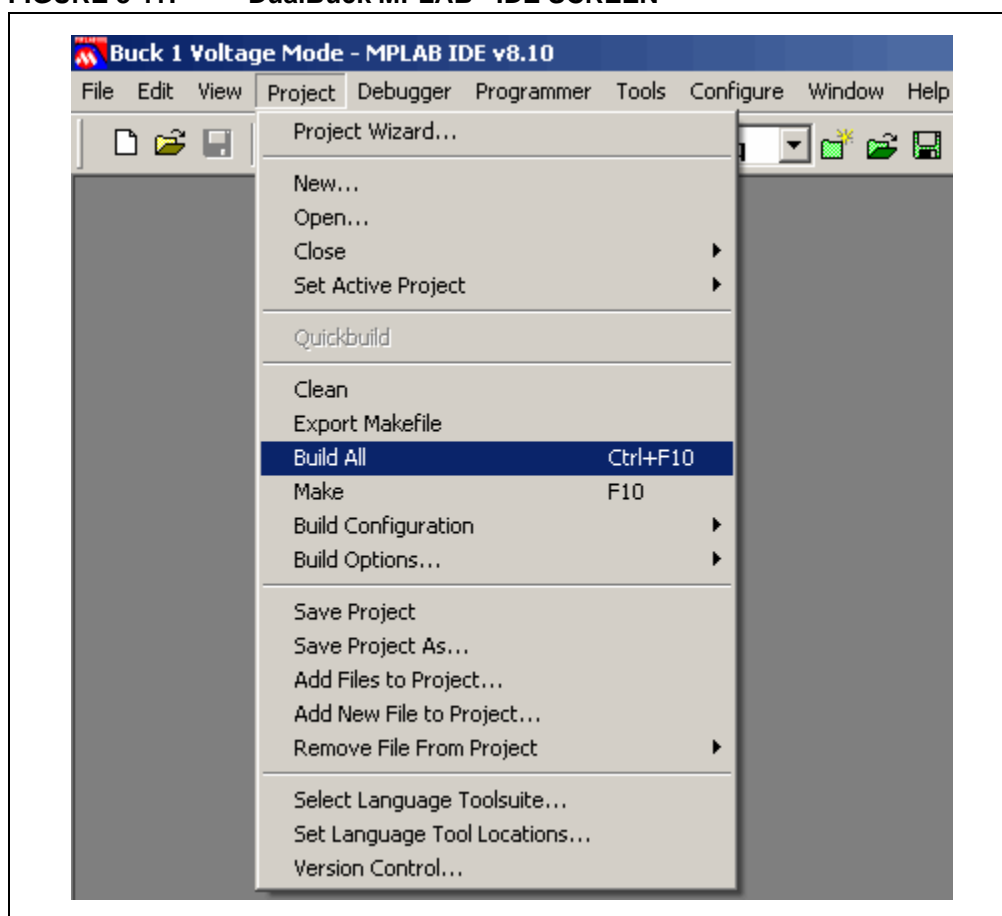 DualBuck MPLAB
IDE SCREEN
Buck 1 Voltage Mode - MPLAB IDE v8.10
File Edit View Project Debugger Programmer Tools Configure Window Help
Project Wizard...
New...
Open...
Close
Set Active Project
Quickbuild
Clean
Export Makefile
Build All Ctrl+F10
Make F10
Build Configuration
Build Options...
Save Project
Save Project As...
Add Files to Project...
Add New File to Project...
Remove File From Project
Select Language Toolsuite...
Set Language Tool Locations...
Version Control...